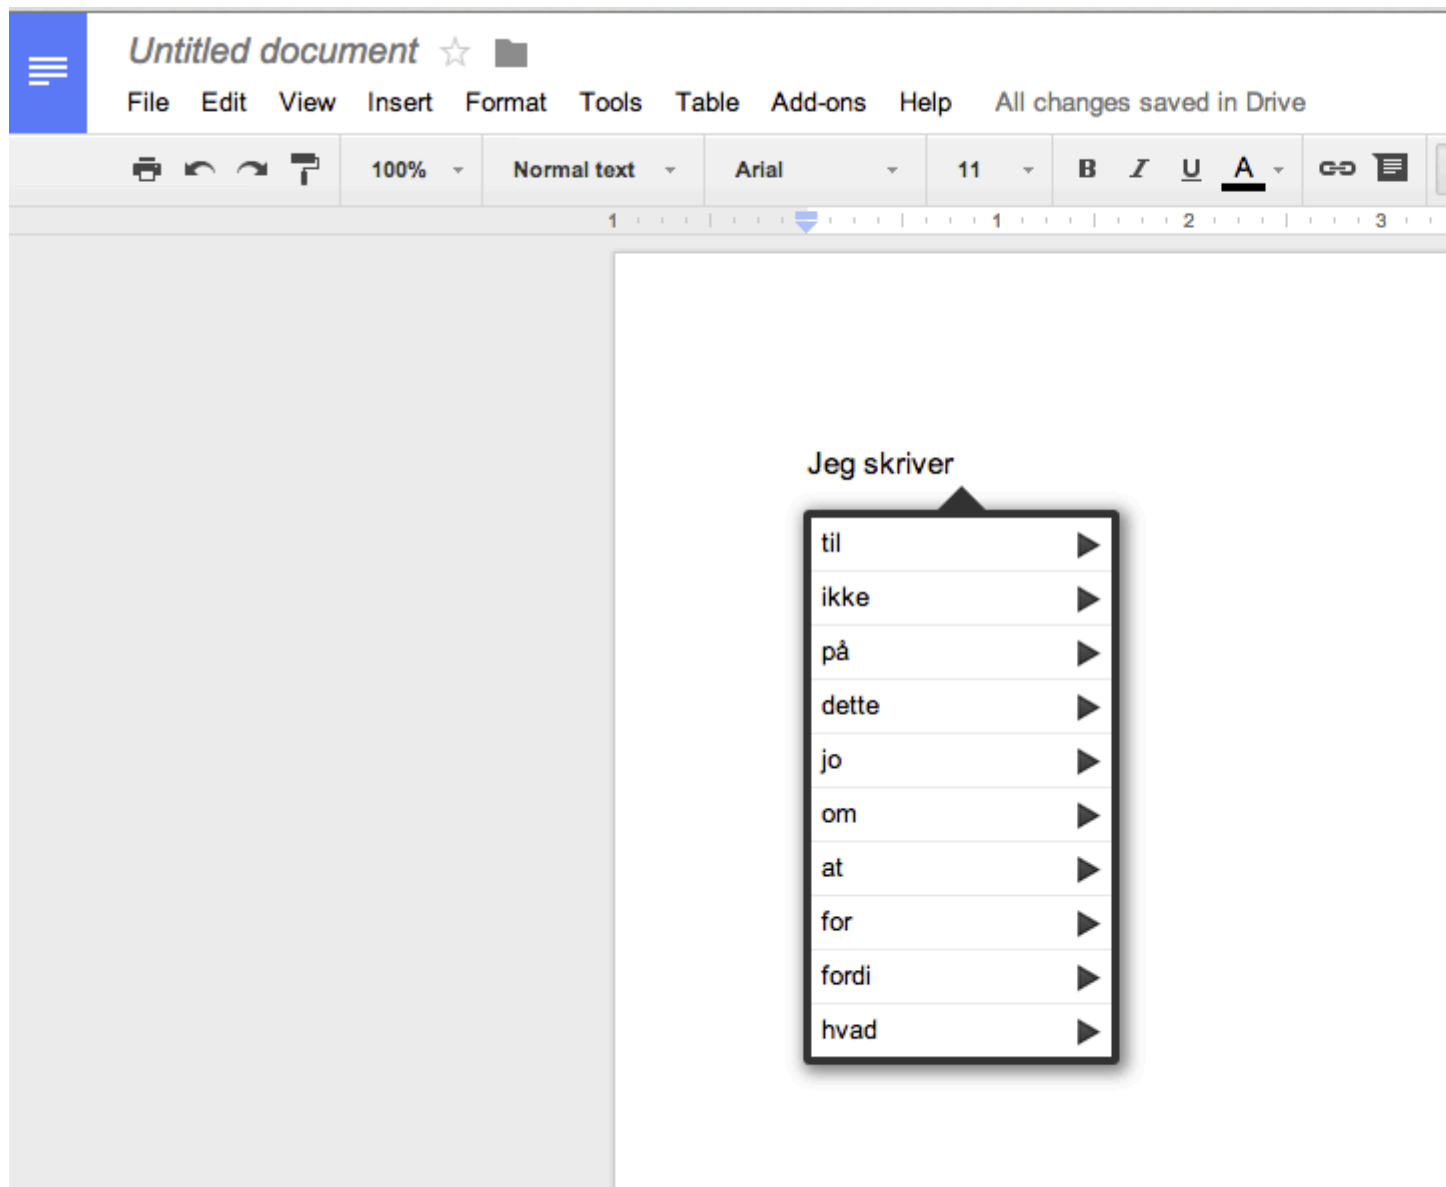 Untitled document
File Edit View Insert Format Tools Table Add-ons Help All changes saved in Drive
100% Normal text Arial 11 B I U A
1 1 2 3
Jeg skriver
til
ikke
på
dette
jo
om
at
for
fordi
hvad